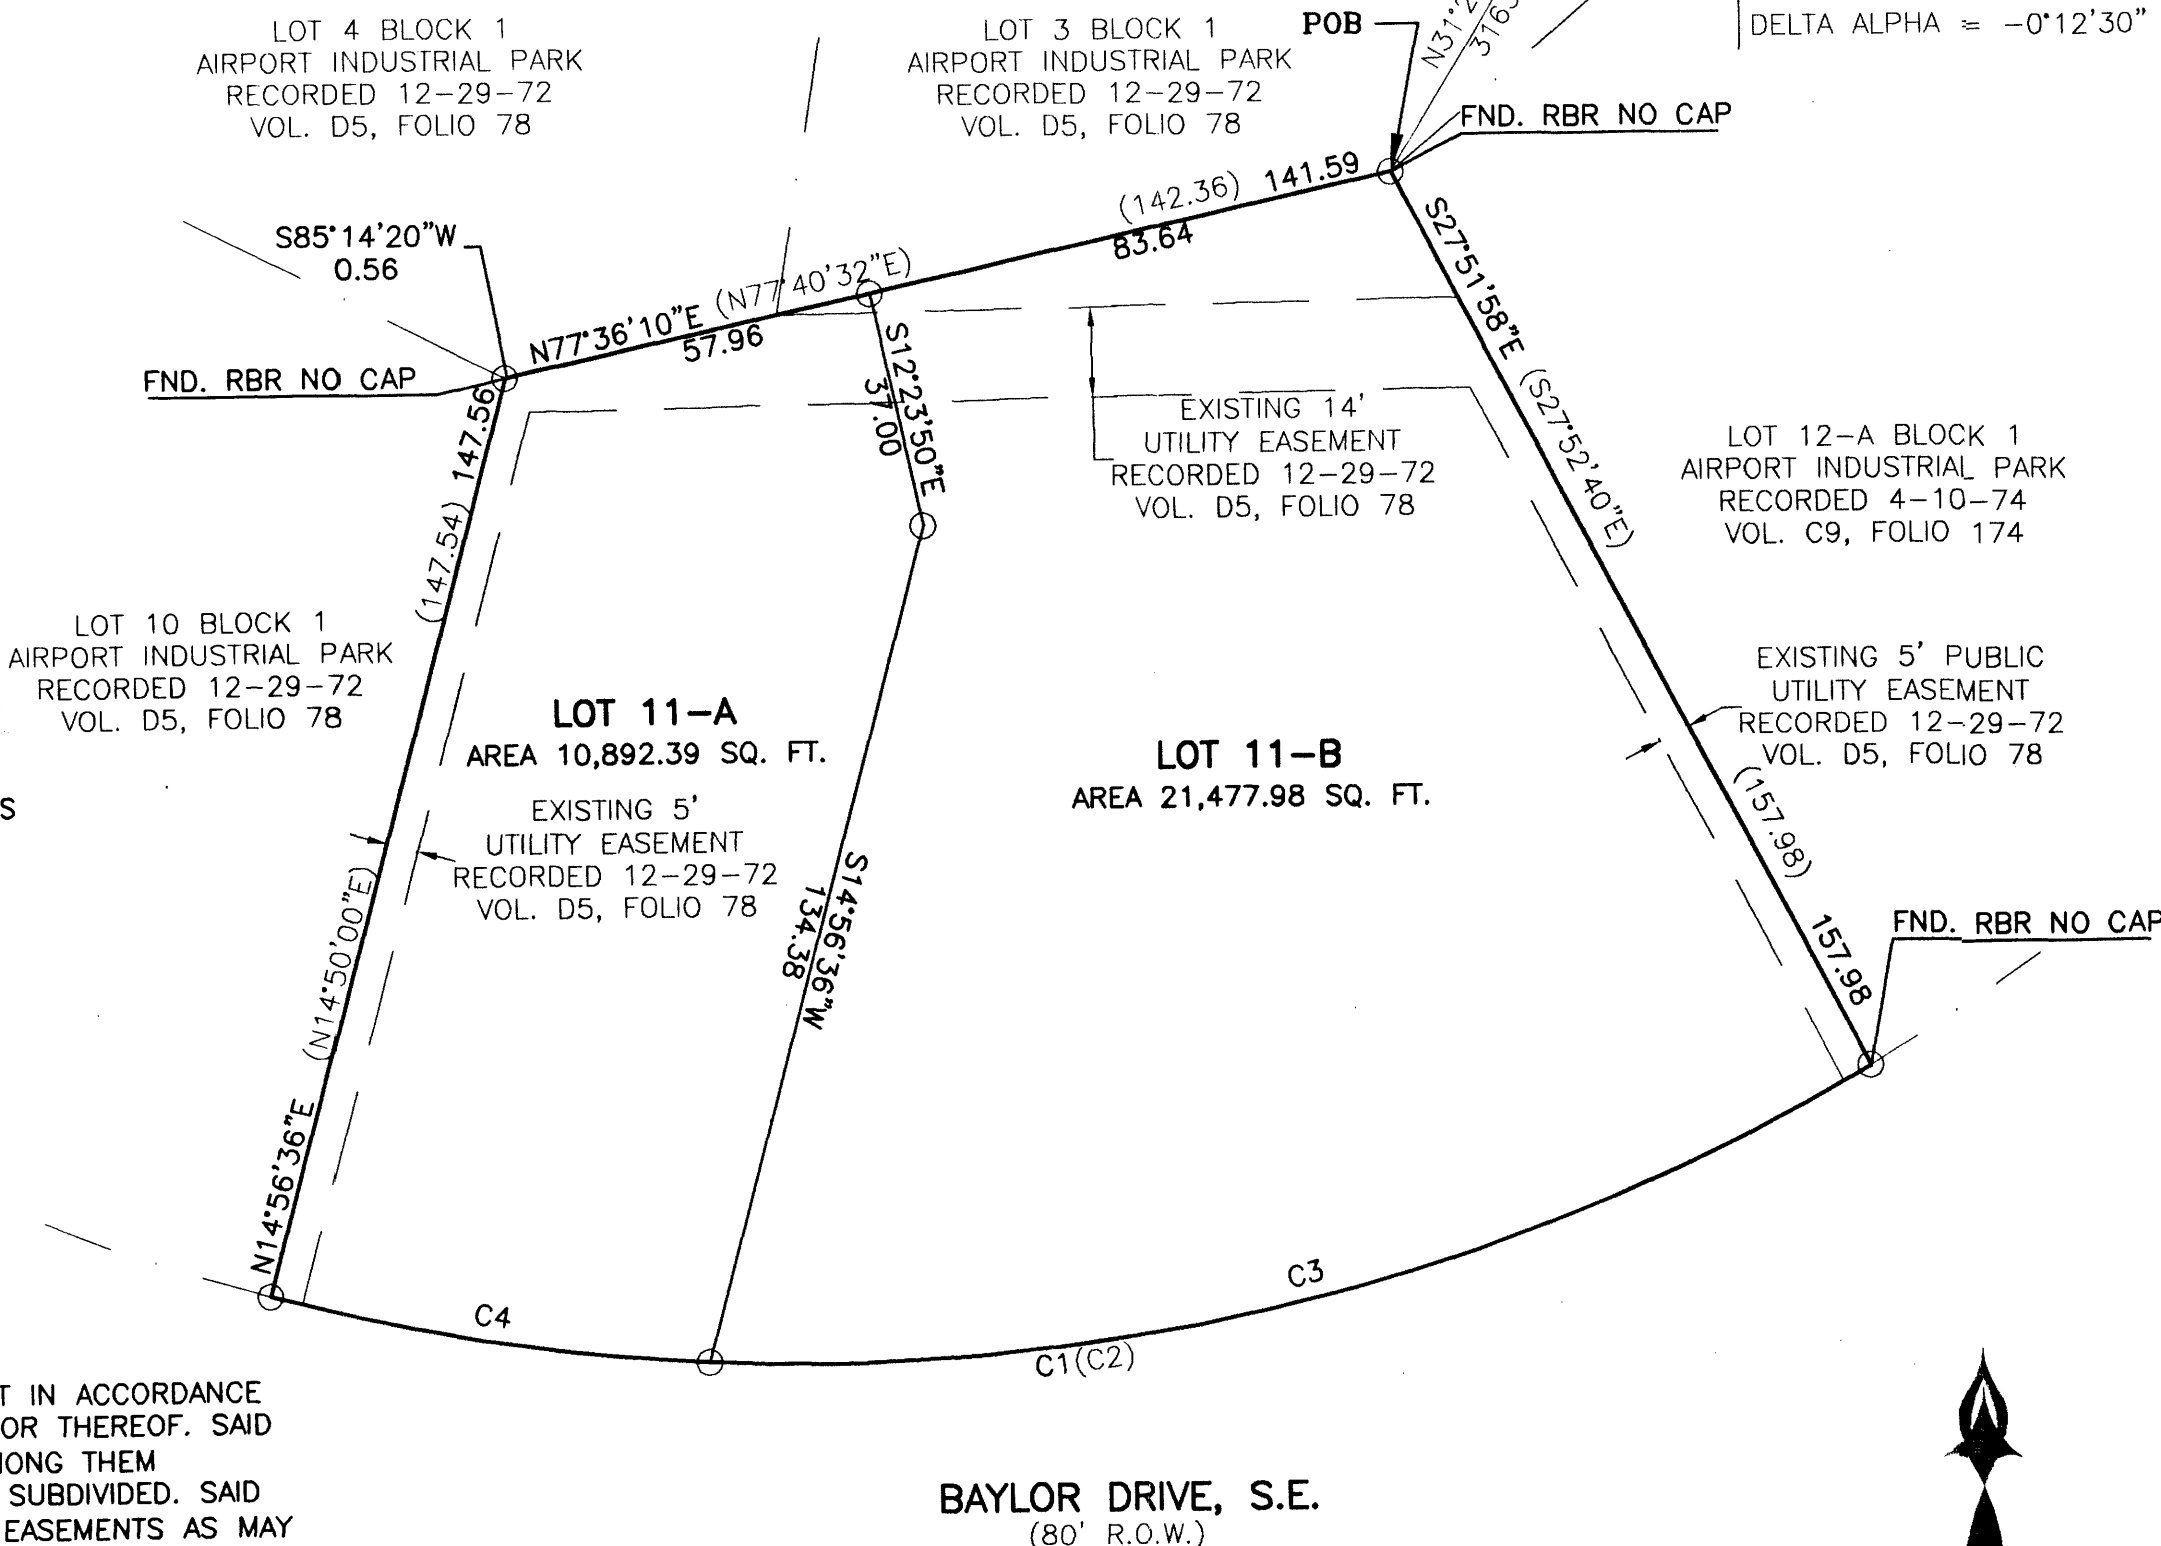 LOT 4 BLOCK 1
AIRPORT INDUSTRIAL PARK
RECORDED 12-29-72
VOL. D5, FOLIO 78
LOT 3 BLOCK 1
AIRPORT INDUSTRIAL PARK
RECORDED 12-29-72
VOL. D5, FOLIO 78
POB
DELTA ALPHA = -0°12'30"
FND. RBR NO CAP
(142.36) 141.59
83.64
S85°14'20"W
0.56
N77°36'10"E (N77°40'32"E)
57.96
FND. RBR NO CAP
S12°23'50"E
37.00
S27°51'58"E (S27°52'40"E)
(157.98) 157.98
EXISTING 14'
UTILITY EASEMENT
RECORDED 12-29-72
VOL. D5, FOLIO 78
LOT 12-A BLOCK 1
AIRPORT INDUSTRIAL PARK
RECORDED 4-10-74
VOL. C9, FOLIO 174
N14°56'36"E (N14°50'00"E) (147.54) 147.56
LOT 10 BLOCK 1
AIRPORT INDUSTRIAL PARK
RECORDED 12-29-72
VOL. D5, FOLIO 78
EXISTING 5' PUBLIC
UTILITY EASEMENT
RECORDED 12-29-72
VOL. D5, FOLIO 78
LOT 11-A
AREA 10,892.39 SQ. FT.
LOT 11-B
AREA 21,477.98 SQ. FT.
EXISTING 5'
UTILITY EASEMENT
RECORDED 12-29-72
VOL. D5, FOLIO 78
S14°56'36"W
134.38
FND. RBR NO CAP
C4
C3
C1(C2)
T IN ACCORDANCE
OR THEREOF. SAID
THEM
SUBDIVIDED. SAID
EASEMENTS AS MAY
BAYLOR DRIVE, S.E.
(80' R.O.W.)